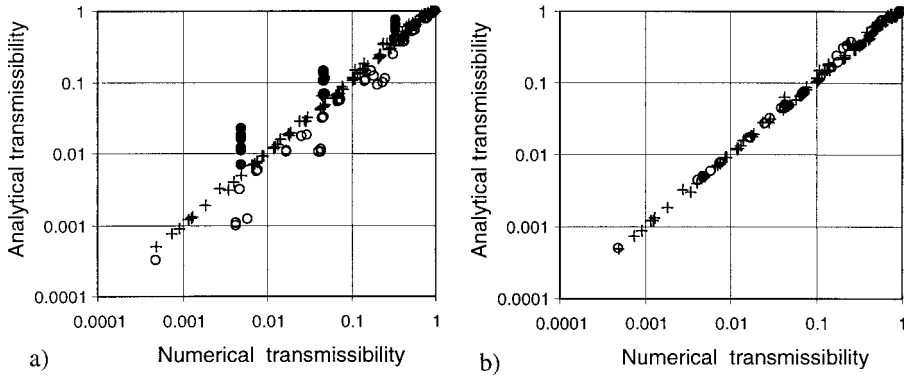 1
0.1
0.01
0.001
0.0001
Analytical transmissibility
0.0001 0.001 0.01 0.1 1
Numerical transmissibility
a)
1
0.1
0.01
0.001
0.0001
Analytical transmissibility
0.0001 0.001 0.01 0.1 1
Numerical transmissibility
b)